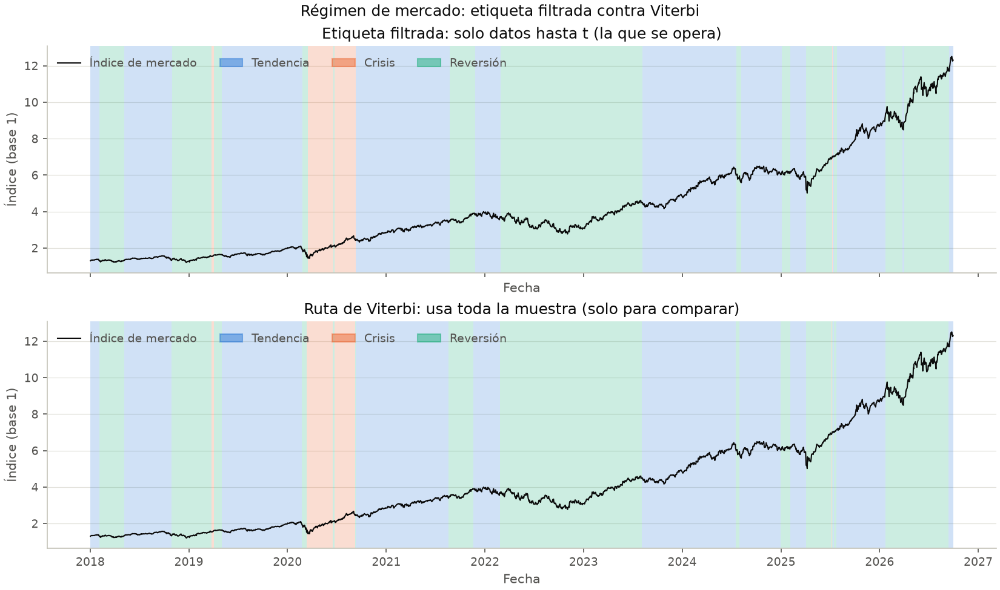 Régimen de mercado: etiqueta filtrada contra Viterbi
Etiqueta filtrada: solo datos hasta t (la que se opera)
Índice de mercado Tendencia Crisis Reversión
12
10
8
6
4
2
Índice (base 1)
Fecha
Ruta de Viterbi: usa toda la muestra (solo para comparar)
Índice de mercado Tendencia Crisis Reversión
12
10
8
6
4
2
Índice (base 1)
2018 2019 2020 2021 2022 2023 2024 2025 2026 2027
Fecha